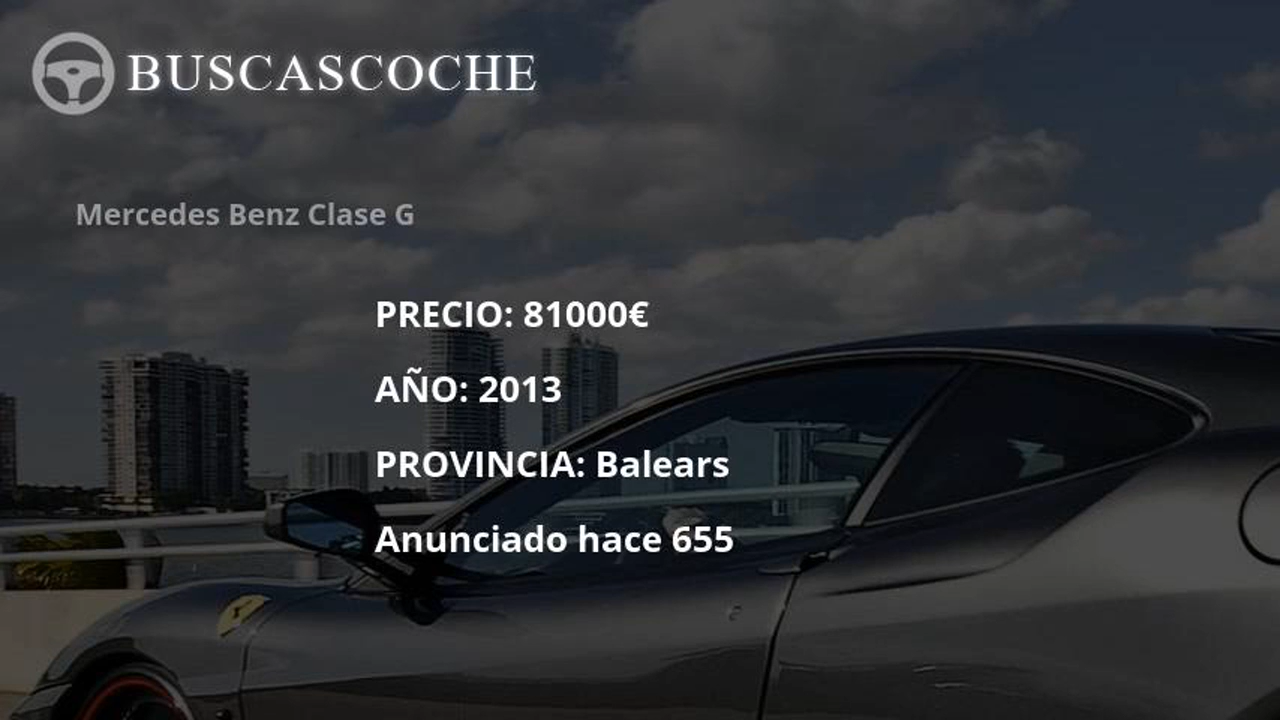 BUSCASCOCHE
Mercedes Benz Clase G
PRECIO: 81000€
AÑO: 2013
PROVINCIA: Balears
Anunciado hace 655